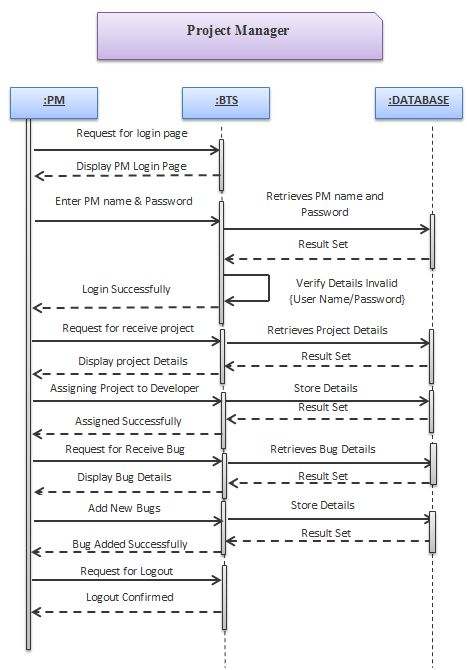 Project Manager
:PM
:BTS
:DATABASE
Request for login page
Display PM Login Page
Enter PM name & Password
Retrieves PM name and
Password
Result Set
Verify Details Invalid
{User Name/Password}
Login Successfully
Request for receive project
Retrieves Project Details
Result Set
Display project Details
Assigning Project to Developer
Store Details
Result Set
Assigned Successfully
Request for Receive Bug
Retrieves Bug Details
Result Set
Display Bug Details
Add New Bugs
Store Details
Result Set
Bug Added Successfully
Request for Logout
Logout Confirmed